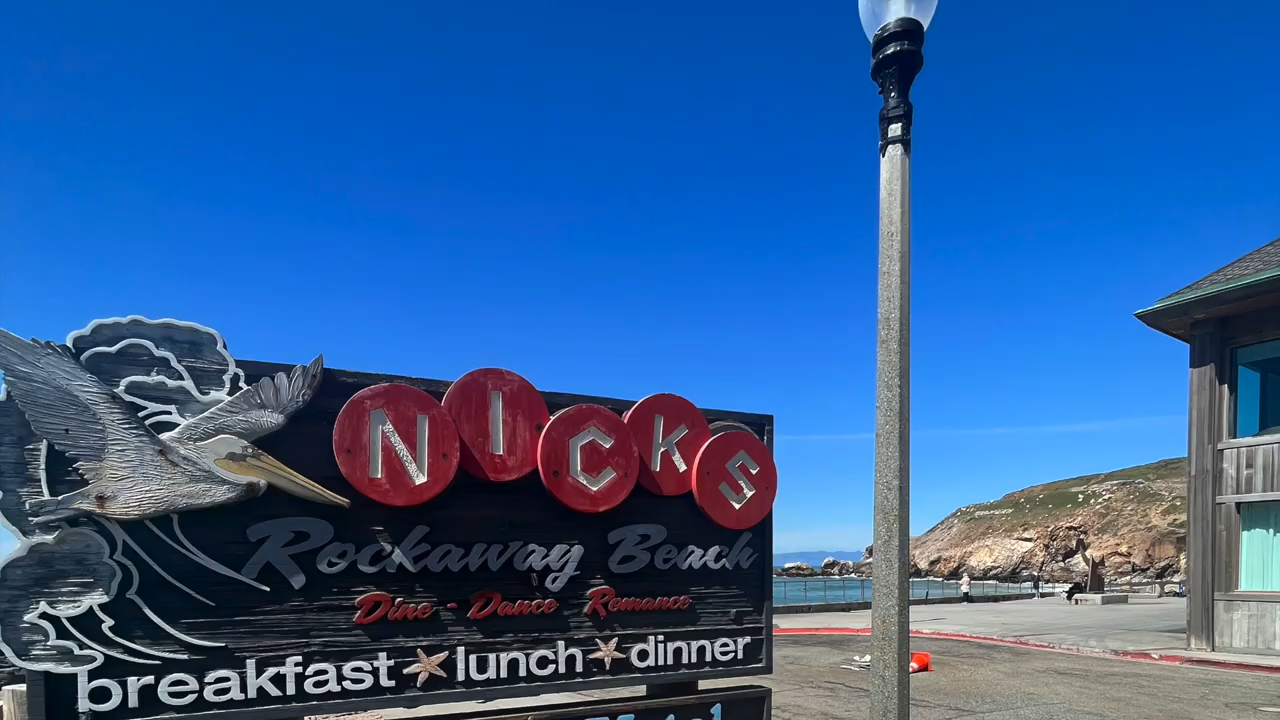 NICKS
Rockaway Beach
Dine - Dance Romance
breakfast lunch dinner